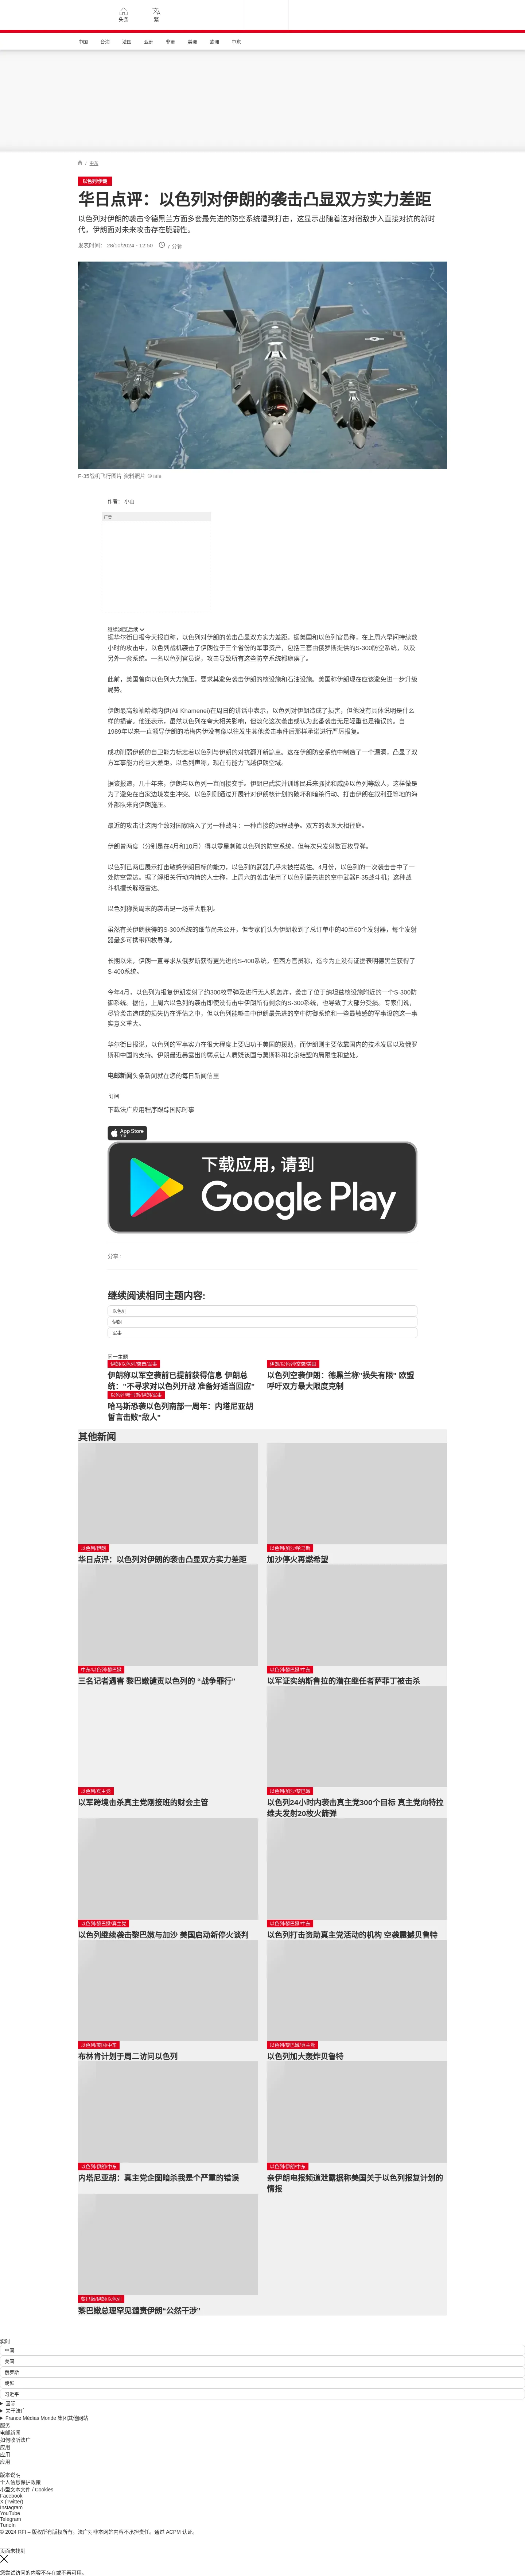 头条
繁
中国
台海
法国
亚洲
非洲
美洲
欧洲
中东
/ 中东
以色列/伊朗
华日点评：以色列对伊朗的袭击凸显双方实力差距
以色列对伊朗的袭击令德黑兰方面多套最先进的防空系统遭到打击，这显示出随着这对宿敌步入直接对抗的新时代，伊朗面对未来攻击存在脆弱性。
发表时间： 28/10/2024 - 12:50 7 分钟
F-35战机飞行图片 资料照片 © iate
作者： 小山
广告
继续浏览后续
据华尔街日报今天报道称，以色列对伊朗的袭击凸显双方实力差距。据美国和以色列官员称，在上周六早间持续数小时的攻击中，以色列战机袭击了伊朗位于三个省份的军事资产，包括三套由俄罗斯提供的S-300防空系统，以及另外一套系统。一名以色列官员说，攻击导致所有这些防空系统都瘫痪了。
此前，美国曾向以色列大力施压，要求其避免袭击伊朗的核设施和石油设施。美国称伊朗现在应该避免进一步升级局势。
伊朗最高领袖哈梅内伊(Ali Khamenei)在周日的讲话中表示，以色列对伊朗造成了损害，但他没有具体说明是什么样的损害。他还表示，虽然以色列在夸大相关影响，但淡化这次袭击或认为此番袭击无足轻重也是错误的。自1989年以来一直领导伊朗的哈梅内伊没有像以往发生其他袭击事件后那样承诺进行严厉报复。
成功削弱伊朗的自卫能力标志着以色列与伊朗的对抗翻开新篇章。这在伊朗防空系统中制造了一个漏洞，凸显了双方军事能力的巨大差距，以色列声称，现在有能力飞越伊朗空域。
据该报道，几十年来，伊朗与以色列一直间接交手。伊朗已武装并训练民兵来骚扰和威胁以色列等敌人，这样做是为了避免在自家边境发生冲突。以色列则通过开展针对伊朗核计划的破坏和暗杀行动、打击伊朗在叙利亚等地的海外部队来向伊朗施压。
最近的攻击让这两个敌对国家陷入了另一种战斗：一种直接的远程战争，双方的表现大相径庭。
伊朗曾两度（分别是在4月和10月）得以零星刺破以色列的防空系统，但每次只发射数百枚导弹。
以色列已两度展示打击敏感伊朗目标的能力，以色列的武器几乎未被拦截住。4月份，以色列的一次袭击击中了一处防空雷达。据了解相关行动内情的人士称，上周六的袭击使用了以色列最先进的空中武器F-35战斗机；这种战斗机擅长躲避雷达。
以色列称赞周末的袭击是一场重大胜利。
虽然有关伊朗获得的S-300系统的细节尚未公开，但专家们认为伊朗收到了总订单中的40至60个发射器，每个发射器最多可携带四枚导弹。
长期以来，伊朗一直寻求从俄罗斯获得更先进的S-400系统，但西方官员称，迄今为止没有证据表明德黑兰获得了S-400系统。
今年4月，以色列为报复伊朗发射了约300枚导弹及进行无人机轰炸，袭击了位于纳坦兹核设施附近的一个S-300防御系统。据信，上周六以色列的袭击即使没有击中伊朗所有剩余的S-300系统，也导致了大部分受损。专家们说，尽管袭击造成的损失仍在评估之中，但以色列能够击中伊朗最先进的空中防御系统和一些最敏感的军事设施这一事实意义重大。
华尔街日报说，以色列的军事实力在很大程度上要归功于美国的援助，而伊朗则主要依靠国内的技术发展以及俄罗斯和中国的支持。伊朗最近暴露出的弱点让人质疑该国与莫斯科和北京结盟的局限性和益处。
电邮新闻头条新闻就在您的每日新闻信里
订阅
下载法广应用程序跟踪国际时事
App Store
下载应用，请到
Google Play
分享 :
继续阅读相同主题内容:
以色列
伊朗
军事
同一主题
伊朗/以色列/袭击/军事
伊朗称以军空袭前已提前获得信息 伊朗总统："不寻求对以色列开战 准备好适当回应"
伊朗/以色列/空袭/美国
以色列空袭伊朗：德黑兰称"损失有限" 欧盟呼吁双方最大限度克制
以色列/哈马斯/伊朗/军事
哈马斯恐袭以色列南部一周年：内塔尼亚胡誓言击败"敌人"
其他新闻
以色列/伊朗
华日点评：以色列对伊朗的袭击凸显双方实力差距
以色列/加沙/哈马斯
加沙停火再燃希望
中东/以色列/黎巴嫩
三名记者遇害 黎巴嫩谴责以色列的 "战争罪行"
以色列/黎巴嫩/中东
以军证实纳斯鲁拉的潜在继任者萨菲丁被击杀
以色列/真主党
以军跨境击杀真主党刚接班的财会主管
以色列/加沙/黎巴嫩
以色列24小时内袭击真主党300个目标 真主党向特拉维夫发射20枚火箭弹
以色列/黎巴嫩/真主党
以色列继续袭击黎巴嫩与加沙 美国启动新停火谈判
以色列/黎巴嫩/中东
以色列打击资助真主党活动的机构 空袭震撼贝鲁特
以色列/美国/中东
布林肯计划于周二访问以色列
以色列/黎巴嫩/真主党
以色列加大轰炸贝鲁特
以色列/伊朗/中东
内塔尼亚胡：真主党企图暗杀我是个严重的错误
以色列/伊朗/中东
亲伊朗电报频道泄露据称美国关于以色列报复计划的情报
黎巴嫩/伊朗/以色列
黎巴嫩总理罕见谴责伊朗"公然干涉"
实时
中国
美国
俄罗斯
朝鲜
习近平
国际
关于法广
France Médias Monde 集团其他网站
服务
电邮新闻
如何收听法广
应用
应用
应用
版本说明
个人信息保护政策
小型文本文件 / Cookies
Facebook
X (Twitter)
Instagram
YouTube
Telegram
TuneIn
© 2024 RFI – 版权所有版权所有。法广对非本网站内容不承担责任。通过 ACPM 认证。
页面未找到
您尝试访问的内容不存在或不再可用。